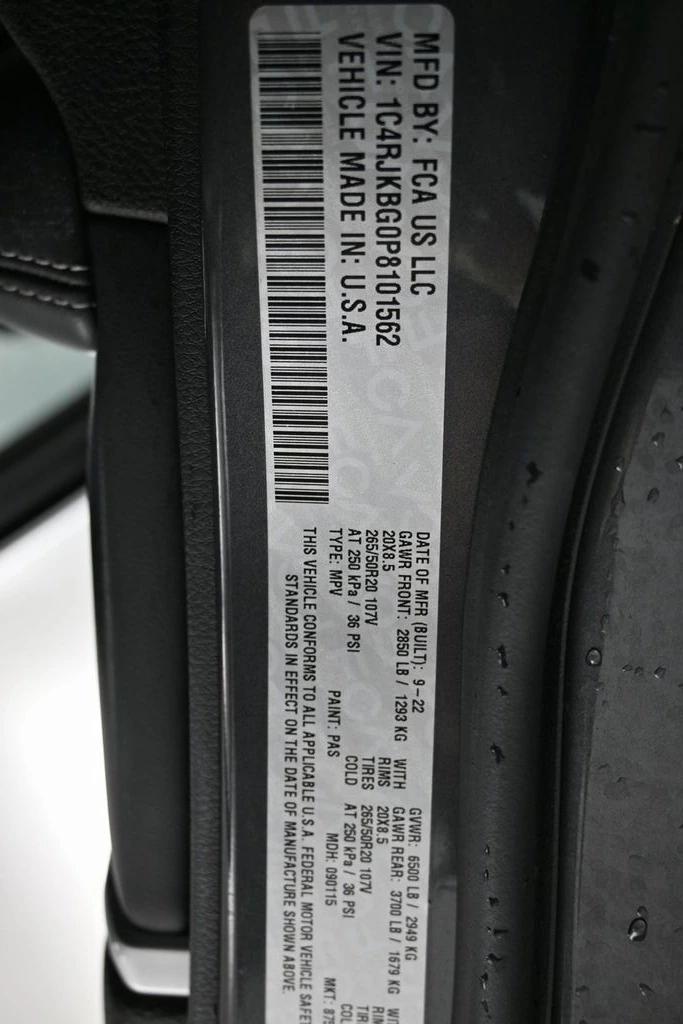 MFD BY: FCA US LLC
VIN: 1C4RJKBG0P8101562
VEHICLE MADE IN: U.S.A.
DATE OF MFR (BUILT): 9-22 GVWR: 6500 LB / 2949 KG
GAWR FRONT: 2850 LB / 1293 KG WITH GAWR REAR: 3700 LB / 1679 KG
20X8.5 RIMS 20X8.5
265/50R20 107V TIRES 265/50R20 107V
AT 250 kPa / 36 PSI COLD AT 250 kPa / 36 PSI
TYPE: MPV PAINT: PAS MDH: 090115 MKT:
THIS VEHICLE CONFORMS TO ALL APPLICABLE U.S.A. FEDERAL MOTOR VEHICLE
STANDARDS IN EFFECT ON THE DATE OF MANUFACTURE SHOWN ABOVE.